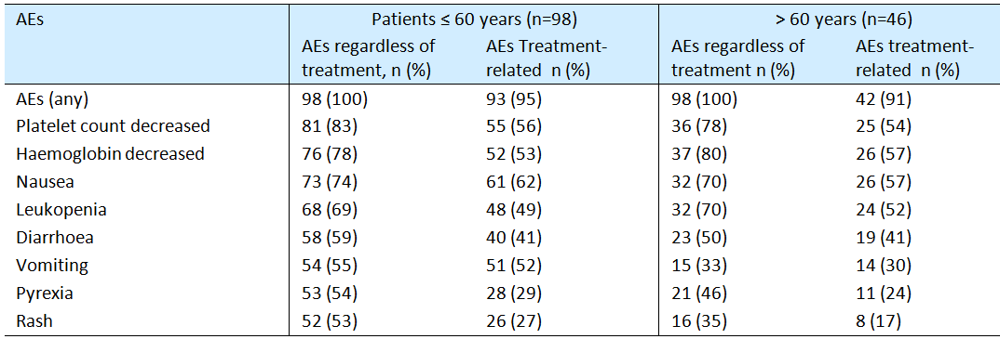 AEs Patients ≤ 60 years (n=98) > 60 years (n=46)
AEs regardless of AEs Treatment- AEs regardless of AEs treatment-
treatment, n (%) related n (%) treatment n (%) related n (%)
AEs (any) 98 (100) 93 (95) 98 (100) 42 (91)
Platelet count decreased 81 (83) 55 (56) 36 (78) 25 (54)
Haemoglobin decreased 76 (78) 52 (53) 37 (80) 26 (57)
Nausea 73 (74) 61 (62) 32 (70) 26 (57)
Leukopenia 68 (69) 48 (49) 32 (70) 24 (52)
Diarrhoea 58 (59) 40 (41) 23 (50) 19 (41)
Vomiting 54 (55) 51 (52) 15 (33) 14 (30)
Pyrexia 53 (54) 28 (29) 21 (46) 11 (24)
Rash 52 (53) 26 (27) 16 (35) 8 (17)